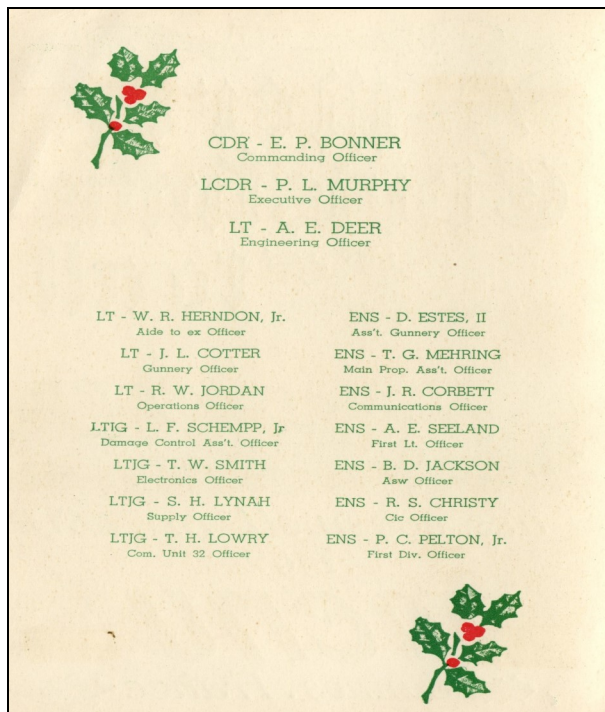 CDR - E. P. BONNER
Commanding Officer
LCDR - P. L. MURPHY
Executive Officer
LT - A. E. DEER
Engineering Officer
LT - W. R. HERNDON, Jr.
Aide to ex Officer
LT - J. L. COTTER
Gunnery Officer
LT - R. W. JORDAN
Operations Officer
LTJG - L. F. SCHEMPP, Jr
Damage Control Ass't. Officer
LTJG - T. W. SMITH
Electronics Officer
LTJG - S. H. LYNAH
Supply Officer
LTJG - T. H. LOWRY
Com. Unit 32 Officer
ENS - D. ESTES, II
Ass't. Gunnery Officer
ENS - T. G. MEHRING
Main Prop. Ass't. Officer
ENS - J. R. CORBETT
Communications Officer
ENS - A. E. SEELAND
First Lt. Officer
ENS - B. D. JACKSON
Asw Officer
ENS - R. S. CHRISTY
Cic Officer
ENS - P. C. PELTON, Jr.
First Div. Officer